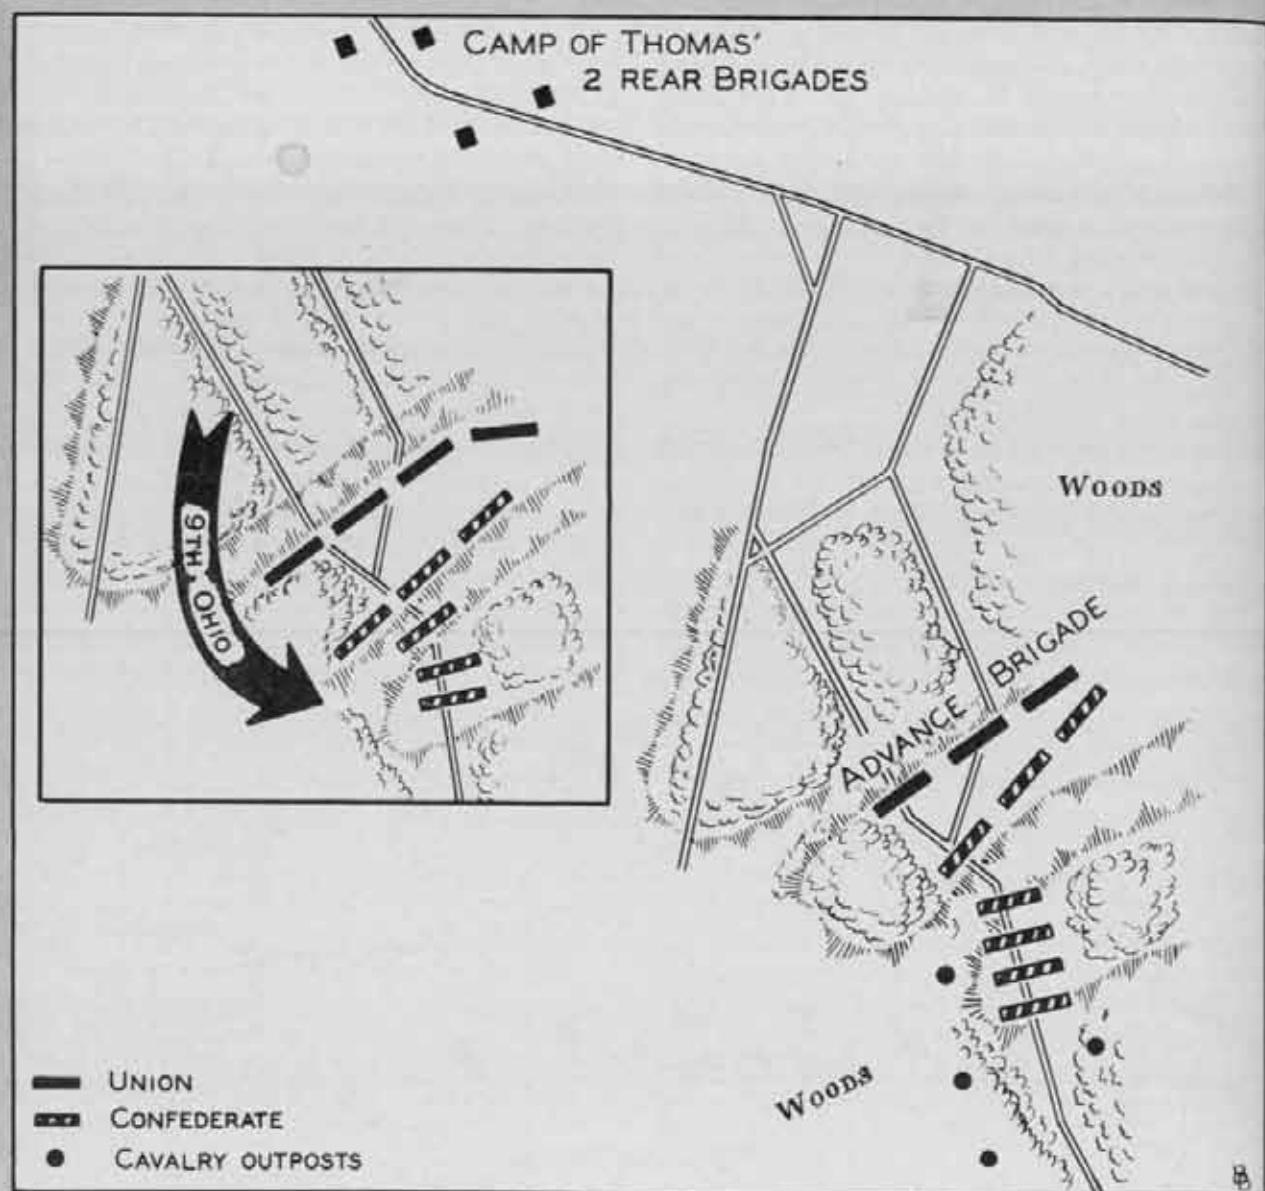 CAMP OF THOMAS'
2 REAR BRIGADES
9TH. OHIO
WOODS
ADVANCE BRIGADE
WOODS
UNION
CONFEDERATE
CAVALRY OUTPOSTS